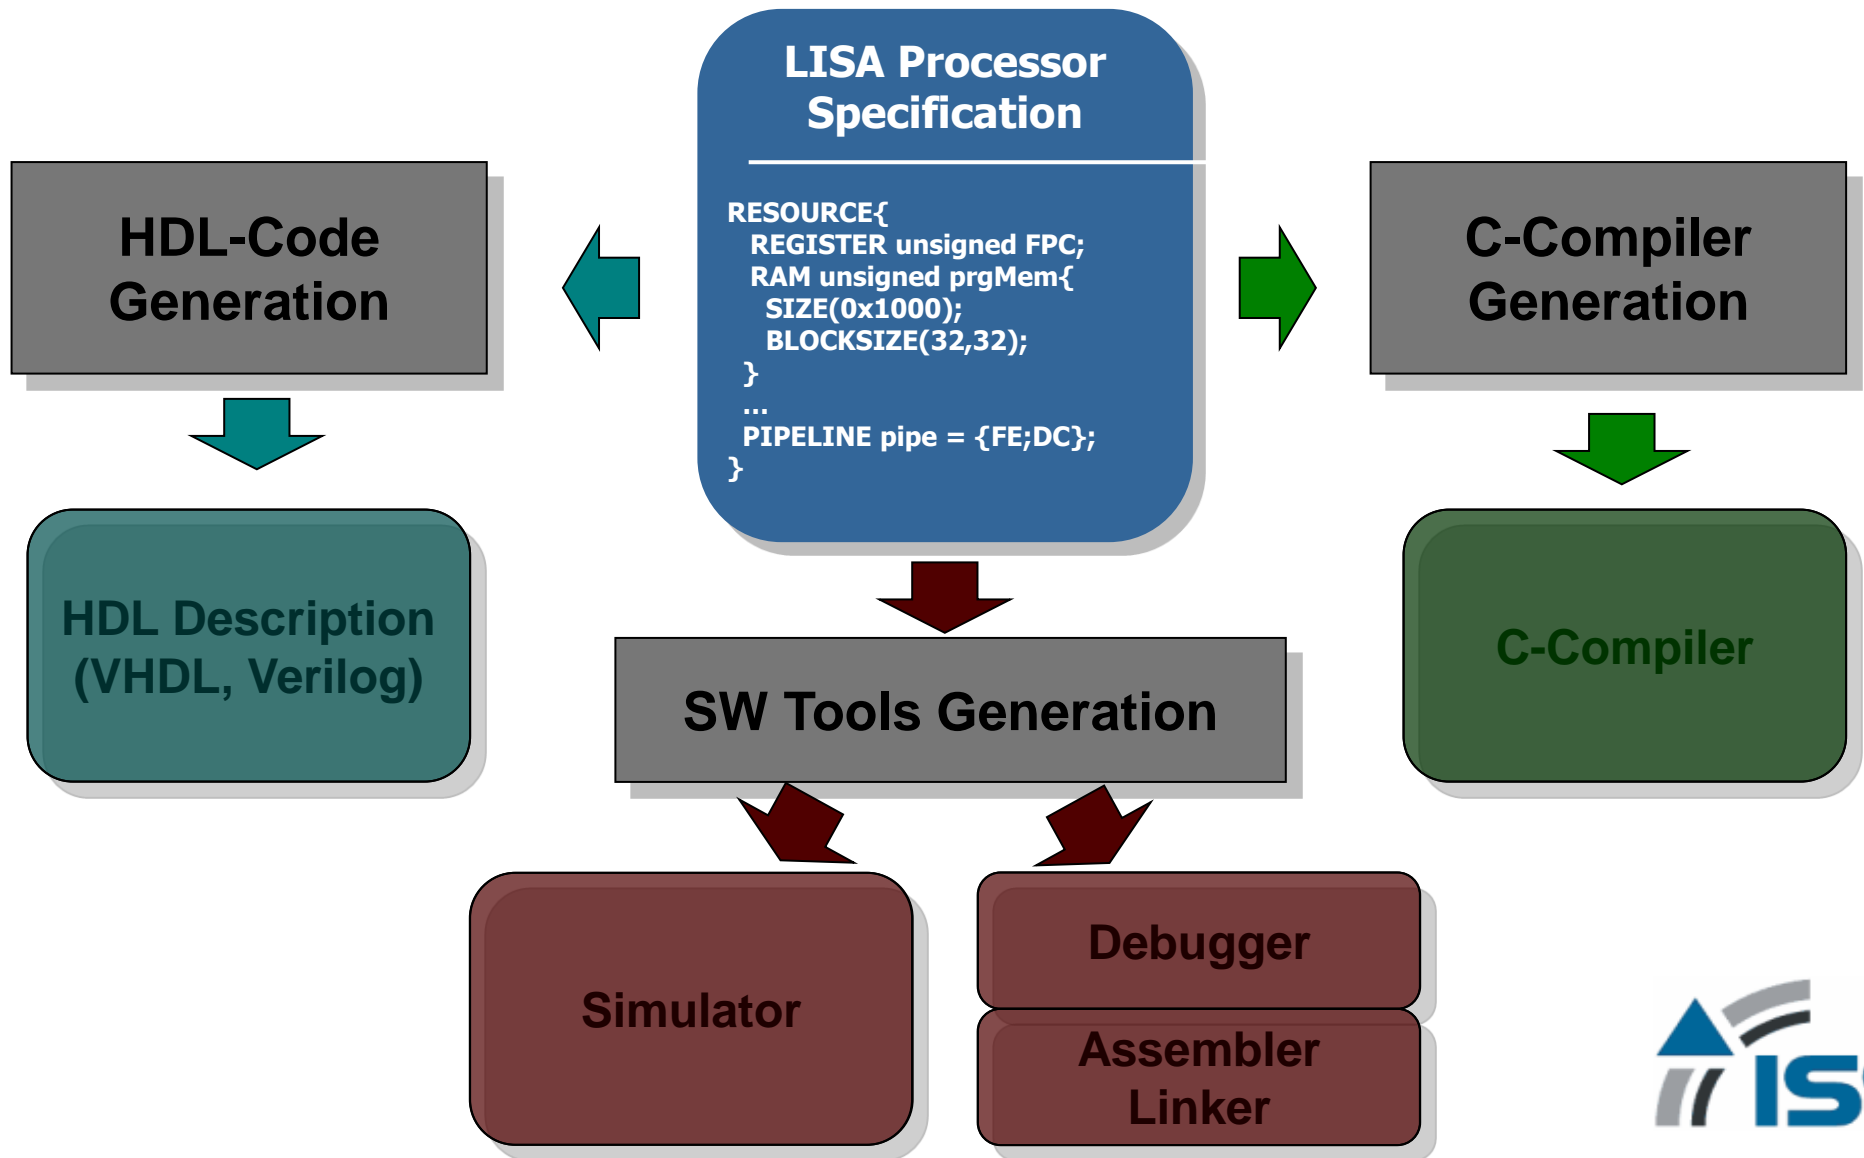 LISA Processor
Specification
RESOURCE{
REGISTER unsigned FPC;
RAM unsigned prgMem{
SIZE(0x1000);
BLOCKSIZE(32,32);
}
...
PIPELINE pipe = {FE;DC};
}
HDL-Code
Generation
C-Compiler
Generation
HDL Description
(VHDL, Verilog)
C-Compiler
SW Tools Generation
Simulator
Debugger
Assembler
Linker
IS